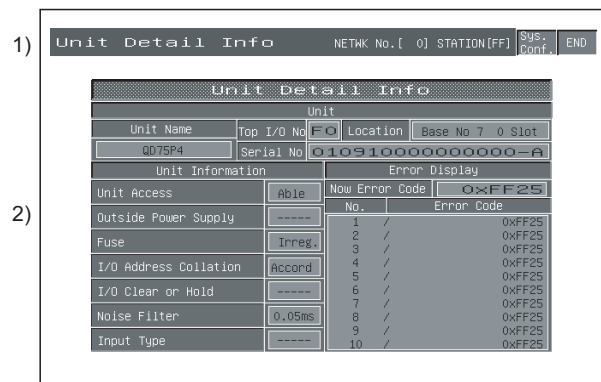 1)
Unit Detail Info NETWK No.[ 0] STATION[FF] Sys. Conf. END
2)
Unit Detail Info
Unit
Unit Name Top I/O No F0 Location Base No 7 0 Slot
QD75P4 Serial No 010910000000000-A
Unit Information Error Display
Unit Access Able Now Error Code 0xFF25
Outside Power Supply ----- No. Error Code
Fuse Irreg.
I/O Address Collation Accord
I/O Clear or Hold -----
Noise Filter 0.05ms
Input Type -----
1 / 0xFF25
2 / 0xFF25
3 / 0xFF25
4 / 0xFF25
5 / 0xFF25
6 / 0xFF25
7 / 0xFF25
8 / 0xFF25
9 / 0xFF25
10 / 0xFF25